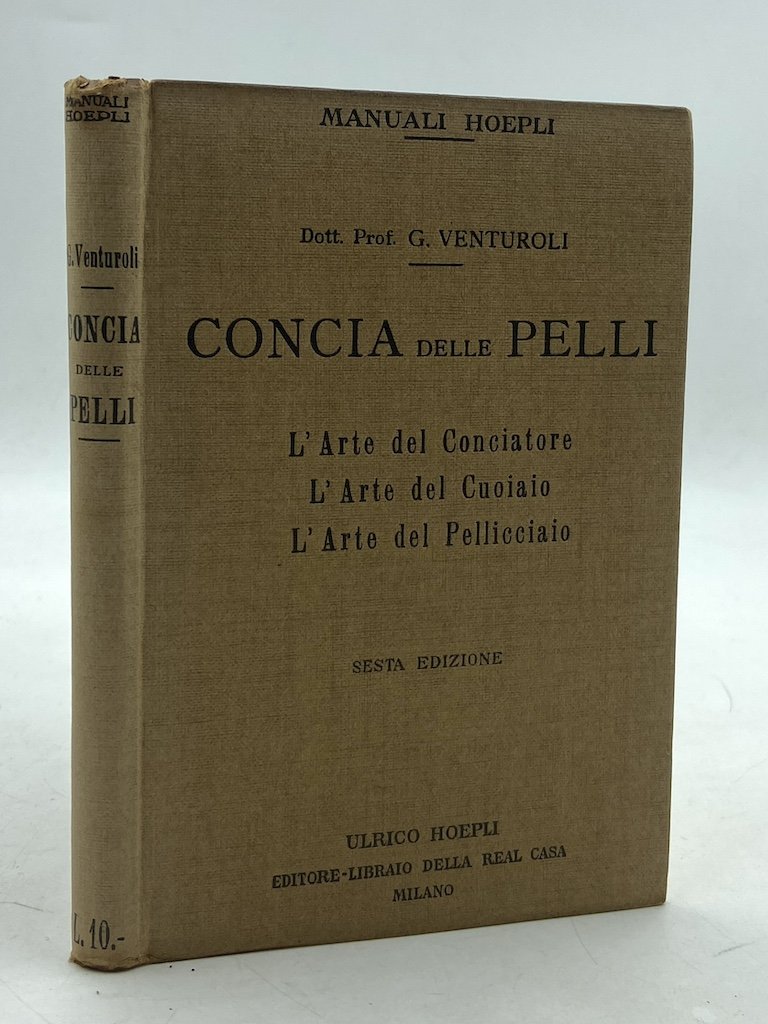 MANUALI
HOEPLI
G. Venturoli
CONCIA
DELLE
PELLI
L. 10.-
MANUALI HOEPLI
Dott. Prof. G. VENTUROLI
CONCIA DELLE PELLI
L'Arte del Conciatore
L'Arte del Cuoiaio
L'Arte del Pellicciaio
SESTA EDIZIONE
ULRICO HOEPLI
EDITORE-LIBRAIO DELLA REAL CASA
MILANO